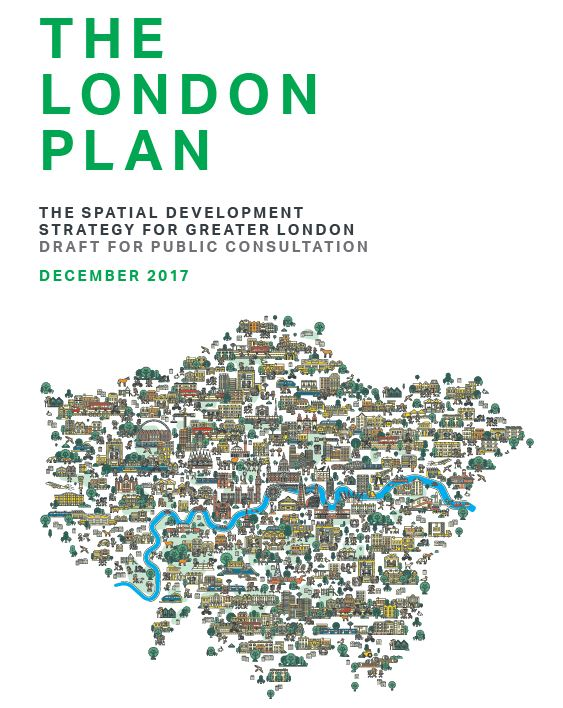 THE
LONDON
PLAN
THE SPATIAL DEVELOPMENT
STRATEGY FOR GREATER LONDON
DRAFT FOR PUBLIC CONSULTATION
DECEMBER 2017